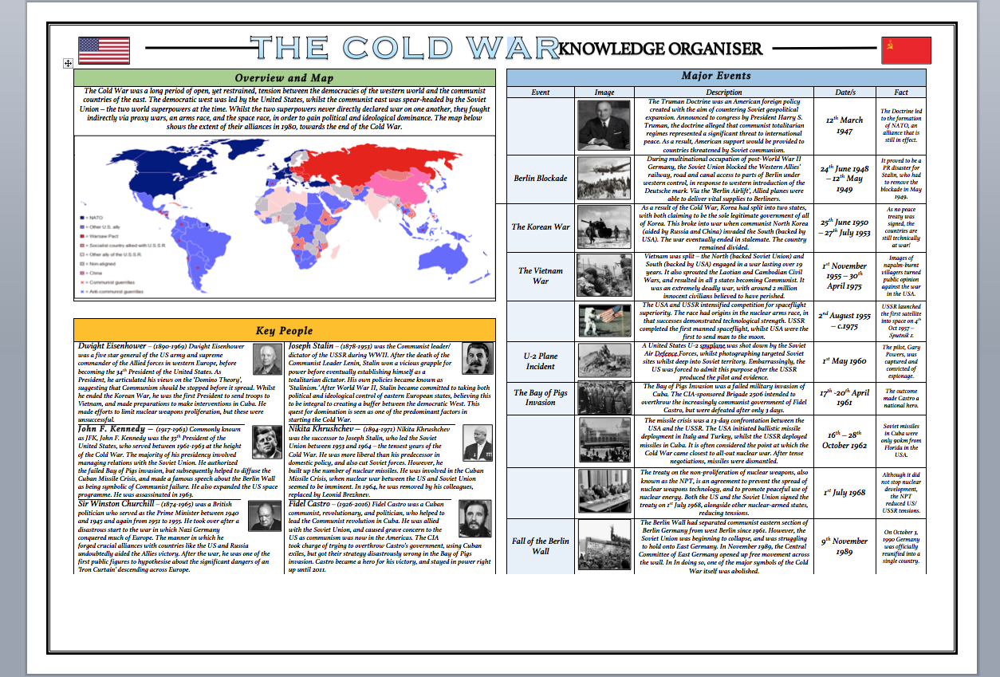 THE COLD WAR KNOWLEDGE ORGANISER
Overview and Map
The Cold War was a long period of open, yet restrained, tension between the democracies of the western world and the communist
countries of the east. The democratic west was led by the United States, whilst the communist east was spear-headed by the Soviet
Union – the two world superpowers at the time. Whilst the two superpowers never directly declared war on one another, they fought
indirectly via proxy wars, an arms race, and the space race, in order to gain political and ideological dominance. The map below
shows the extent of their alliances in 1980, towards the end of the Cold War.
= NATO
= Other U.S. ally
= Warsaw Pact
= Socialist country allied with U.S.S.R.
= Other ally of the U.S.S.R.
= Non-aligned
= China
= Communist guerrillas
= Anti-communist guerrillas
Key People
Dwight Eisenhower – (1890-1969) Dwight Eisenhower
was a five star general of the US army and supreme
commander of the Allied forces in western Europe, before
becoming the 34th President of the United States. As
President, he articulated his views on the 'Domino Theory',
suggesting that Communism should be stopped before it spread. Whilst
he ended the Korean War, he was the first President to send troops to
Vietnam, and made preparations to make interventions in Cuba. He
made efforts to limit nuclear weapons proliferation, but these were
unsuccessful.
Joseph Stalin – (1878-1953) was the Communist leader/
dictator of the USSR during WWII. After the death of the
Communist Leader Lenin, Stalin won a vicious grapple for
power before eventually establishing himself as a
totalitarian dictator. His own policies became known as
'Stalinism.' After World War II, Stalin became committed to taking both
political and ideological control of eastern European states, believing this
to be integral to creating a buffer between the democratic West. This
quest for domination is seen as one of the predominant factors in
starting the Cold War.
John F. Kennedy – (1917-1963) Commonly known
as JFK, John F. Kennedy was the 35th President of the
United States, who served between 1961-1963 at the height
of the Cold War. The majority of his presidency involved
managing relations with the Soviet Union. He authorized
the failed Bay of Pigs invasion, but subsequently helped to diffuse the
Cuban Missile Crisis, and made a famous speech about the Berlin Wall
as being symbolic of Communist failure. He also expanded the US space
programme. He was assassinated in 1963.
Nikita Khrushchev – (1894-1971) Nikita Khrushchev
was the successor to Joseph Stalin, who led the Soviet
Union between 1953 and 1964 – the tensest years of the
Cold War. He was more liberal than his predecessor in
domestic policy, and also cut Soviet forces. However, he
built up the number of nuclear missiles. He was involved in the Cuban
Missile Crisis, when nuclear war between the US and Soviet Union
seemed to be imminent. In 1964, he was removed by his colleagues,
replaced by Leonid Brezhnev.
Sir Winston Churchill – (1874-1965) was a British
politician who served as the Prime Minister between 1940
and 1945 and again from 1951 to 1955. He took over after a
disastrous start to the war in which Nazi Germany
conquered much of Europe. The manner in which he
forged crucial alliances with countries like the US and Russia
undoubtedly aided the Allies victory. After the war, he was one of the
first public figures to hypothesise about the significant dangers of an
'Iron Curtain' descending across Europe.
Fidel Castro – (1926-2016) Fidel Castro was a Cuban
communist, revolutionary, and politician, who helped to
lead the Communist revolution in Cuba. He was allied
with the Soviet Union, and caused grave concern to the
US as communism was now in the Americas. The CIA
took charge of trying to overthrow Castro's government, using Cuban
exiles, but got their strategy disastrously wrong in the Bay of Pigs
invasion. Castro became a hero for his victory, and stayed in power right
up until 2011.
Major Events
Event Image Description Date/s Fact
The Truman Doctrine was an American foreign policy
created with the aim of countering Soviet geopolitical
expansion. Announced to congress by President Harry S.
Truman, the doctrine alleged that communist totalitarian
regimes represented a significant threat to international
peace. As a result, American support would be provided to
countries threatened by Soviet communism.
12th March
1947
The Doctrine led
to the formation
of NATO, an
alliance that is
still in effect.
Berlin Blockade
During multinational occupation of post-World War II
Germany, the Soviet Union blocked the Western Allies'
railway, road and canal access to parts of Berlin under
western control, in response to western introduction of the
Deutsche mark. Via the 'Berlin Airlift', Allied planes were
able to deliver vital supplies to Berliners.
24th June 1948
– 12th May
1949
It proved to be a
PR disaster for
Stalin, who had
to remove the
blockade in May
1949.
The Korean War
As a result of the Cold War, Korea had split into two states,
with both claiming to be the sole legitimate government of all
of Korea. This broke into war when communist North Korea
(aided by Russia and China) invaded the South (backed by
USA). The war eventually ended in stalemate. The country
remained divided.
25th June 1950
– 27th July 1953
As no peace
treaty was
signed, the
countries are
still technically
at war!
The Vietnam
War
Vietnam was split – the North (backed Soviet Union) and
South (backed by USA) engaged in a war lasting over 19
years. It also sprouted the Laotian and Cambodian Civil
Wars, and resulted in all 3 states becoming Communist. It
was an extremely deadly war, with around 2 million
innocent civilians believed to have perished.
1st November
1955 – 30th
April 1975
Images of
napalm-burnt
villagers turned
public opinion
against the war
in the USA.
The USA and USSR intensified competition for spaceflight
superiority. The race had origins in the nuclear arms race, in
that successes demonstrated technological strength. USSR
completed the first manned spaceflight, whilst USA were the
first to send man to the moon.
2nd August 1955
– c.1975
USSR launched
the first satellite
into space on 4th
Oct 1957 –
Sputnik 1.
U-2 Plane
Incident
A United States U-2 spyplane was shot down by the Soviet
Air Defence Forces, whilst photographing targeted Soviet
sites whilst deep into Soviet territory. Embarrassingly, the
US was forced to admit this purpose after the USSR
produced the pilot and evidence.
1st May 1960
The pilot, Gary
Powers, was
captured and
convicted of
espionage.
The Bay of Pigs
Invasion
The Bay of Pigs Invasion was a failed military invasion of
Cuba. The CIA-sponsored Brigade 2506 intended to
overthrow the increasingly communist government of Fidel
Castro, but were defeated after only 3 days.
17th -20th April
1961
The outcome
made Castro a
national hero.
The missile crisis was a 13-day confrontation between the
USA and the USSR. The USA initiated ballistic missile
deployment in Italy and Turkey, whilst the USSR deployed
missiles in Cuba. It is often considered the point at which the
Cold War came closest to all-out nuclear war. After tense
negotiations, missiles were dismantled.
16th – 28th
October 1962
Soviet missiles
in Cuba were
only 90km from
Florida in the
USA.
The treaty on the non-proliferation of nuclear weapons, also
known as the NPT, is an agreement to prevent the spread of
nuclear weapons technology, and to promote peaceful use of
nuclear energy. Both the US and the Soviet Union signed the
treaty on 1st July 1968, alongside other nuclear-armed states,
reducing tensions.
1st July 1968
Although it did
not stop nuclear
development,
the NPT
reduced US/
USSR tensions.
Fall of the Berlin
Wall
The Berlin Wall had separated communist eastern section of
Berlin Germany from west Berlin since 1961. However, the
Soviet Union was beginning to collapse, and was struggling
to hold onto East Germany. In November 1989, the Central
Committee of East Germany opened up free movement across
the wall. In In doing so, one of the major symbols of the Cold
War itself was abolished.
9th November
1989
On October 3,
1990 Germany
was officially
reunified into a
single country.